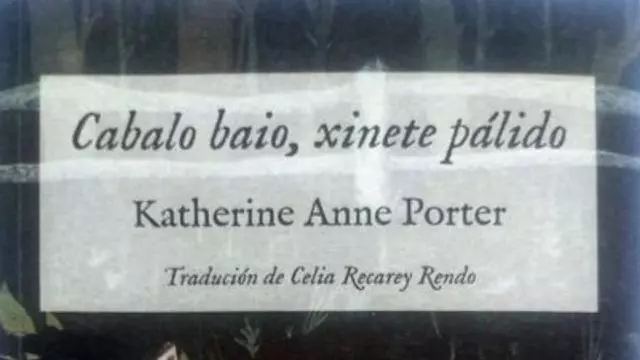 Cabalo baio, xinete pálido
Katherine Anne Porter
Tradución de Celia Recarey Rendo